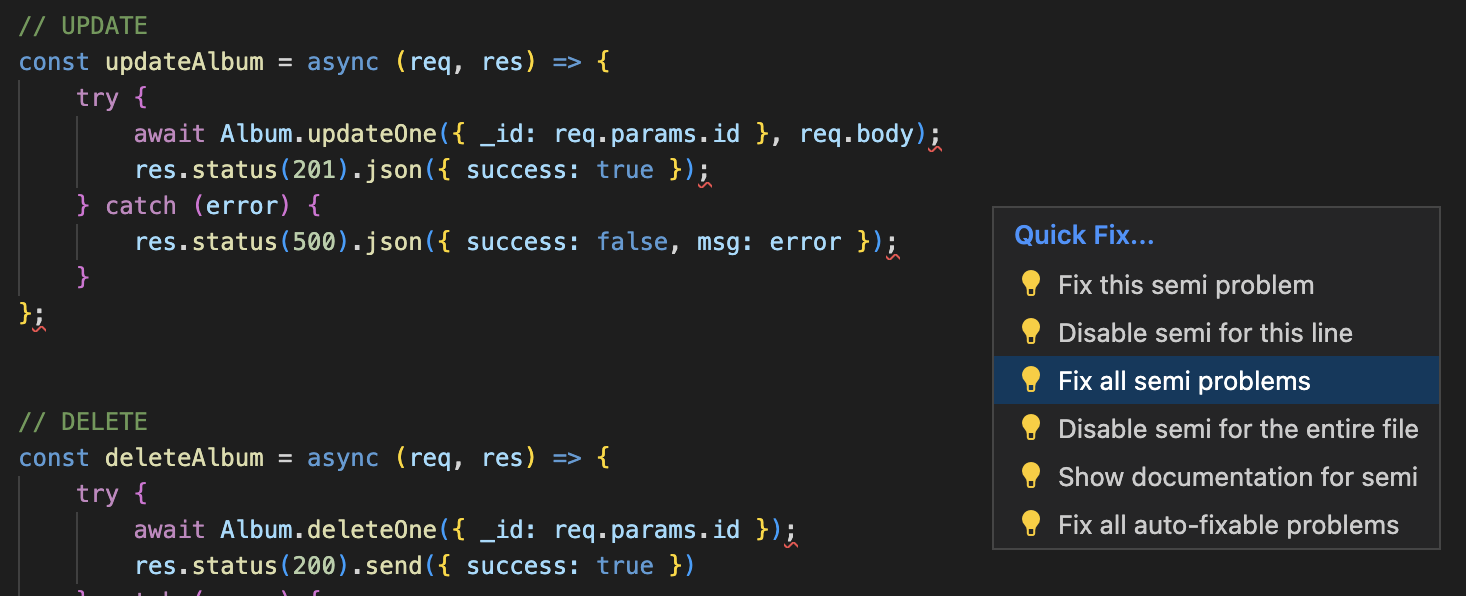 // UPDATE
const updateAlbum = async (req, res) => {
try {
await Album.updateOne({ _id: req.params.id }, req.body);
res.status(201).json({ success: true });
} catch (error) {
res.status(500).json({ success: false, msg: error });
}
};
// DELETE
const deleteAlbum = async (req, res) => {
try {
await Album.deleteOne({ _id: req.params.id });
res.status(200).send({ success: true })
Quick Fix...
Fix this semi problem
Disable semi for this line
Fix all semi problems
Disable semi for the entire file
Show documentation for semi
Fix all auto-fixable problems